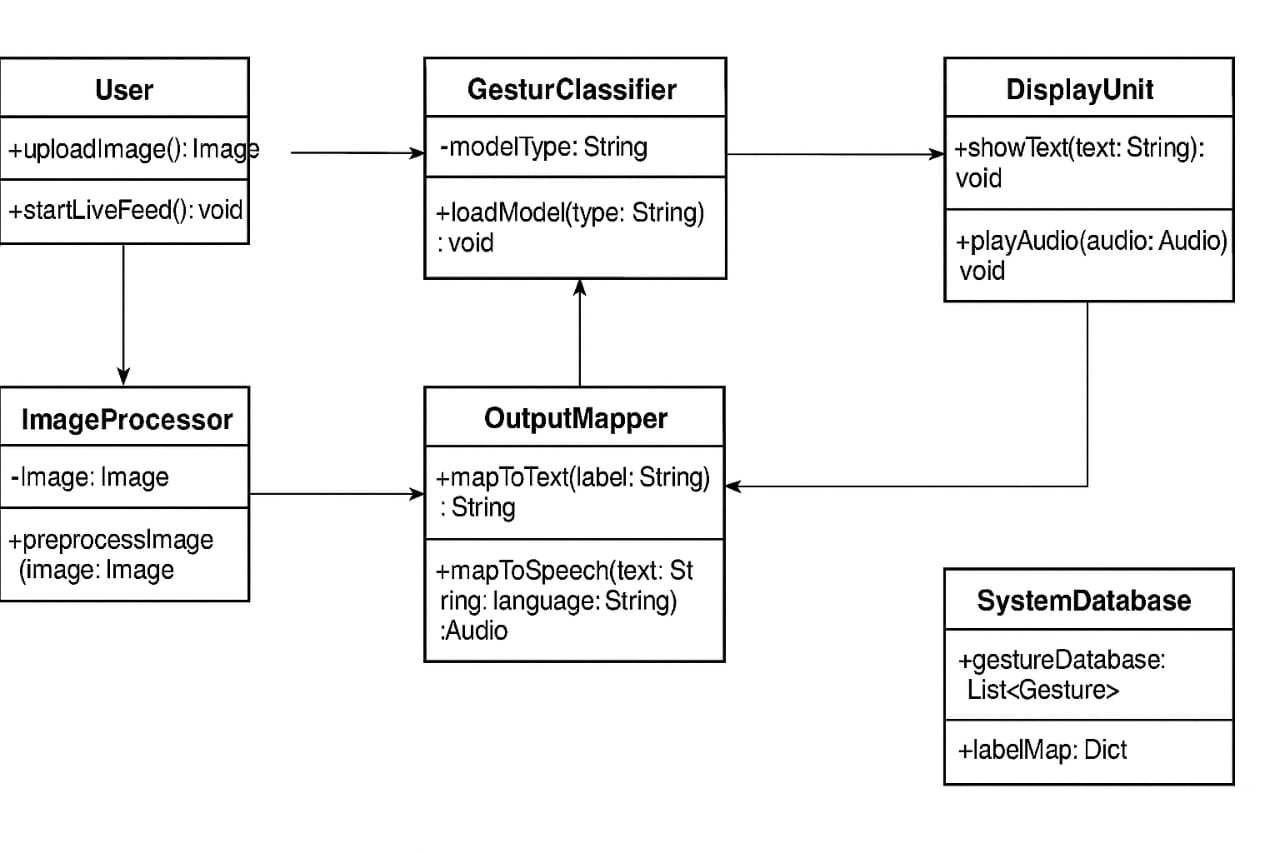 User
+uploadImage(): Image
+startLiveFeed(): void
GesturClassifier
-modelType: String
+loadModel(type: String)
: void
DisplayUnit
+showText(text: String):
void
+playAudio(audio: Audio)
void
ImageProcessor
-Image: Image
+preprocessImage
(image: Image
OutputMapper
+mapToText(label: String)
: String
+mapToSpeech(text: St
ring: language: String)
:Audio
SystemDatabase
+gestureDatabase:
List<Gesture>
+labelMap: Dict